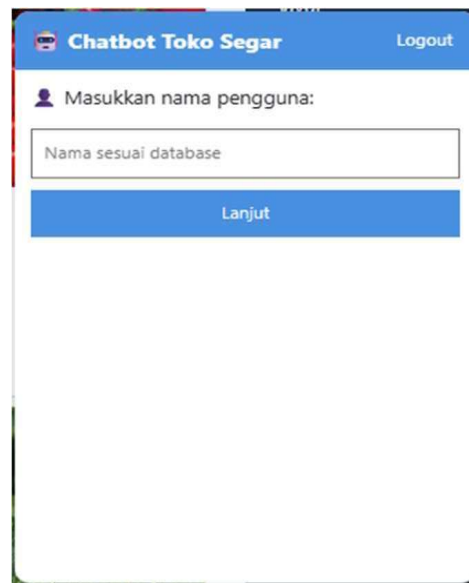 Chatbot Toko Segar Logout
Masukkan nama pengguna:
Nama sesuai database
Lanjut